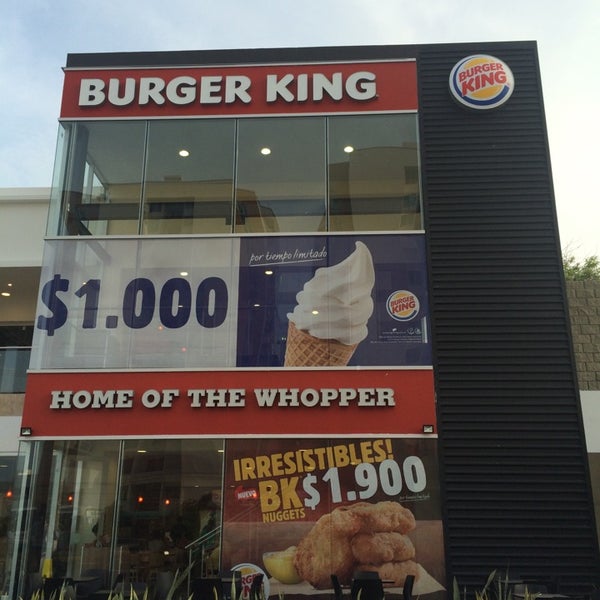 BURGER KING
BURGER
KING
por tiempo limitado
$1.000
BURGER
KING
HOME OF THE WHOPPER
IRRESISTIBLES!
NUEVO
BK $1.900
NUGGETS
BURGER